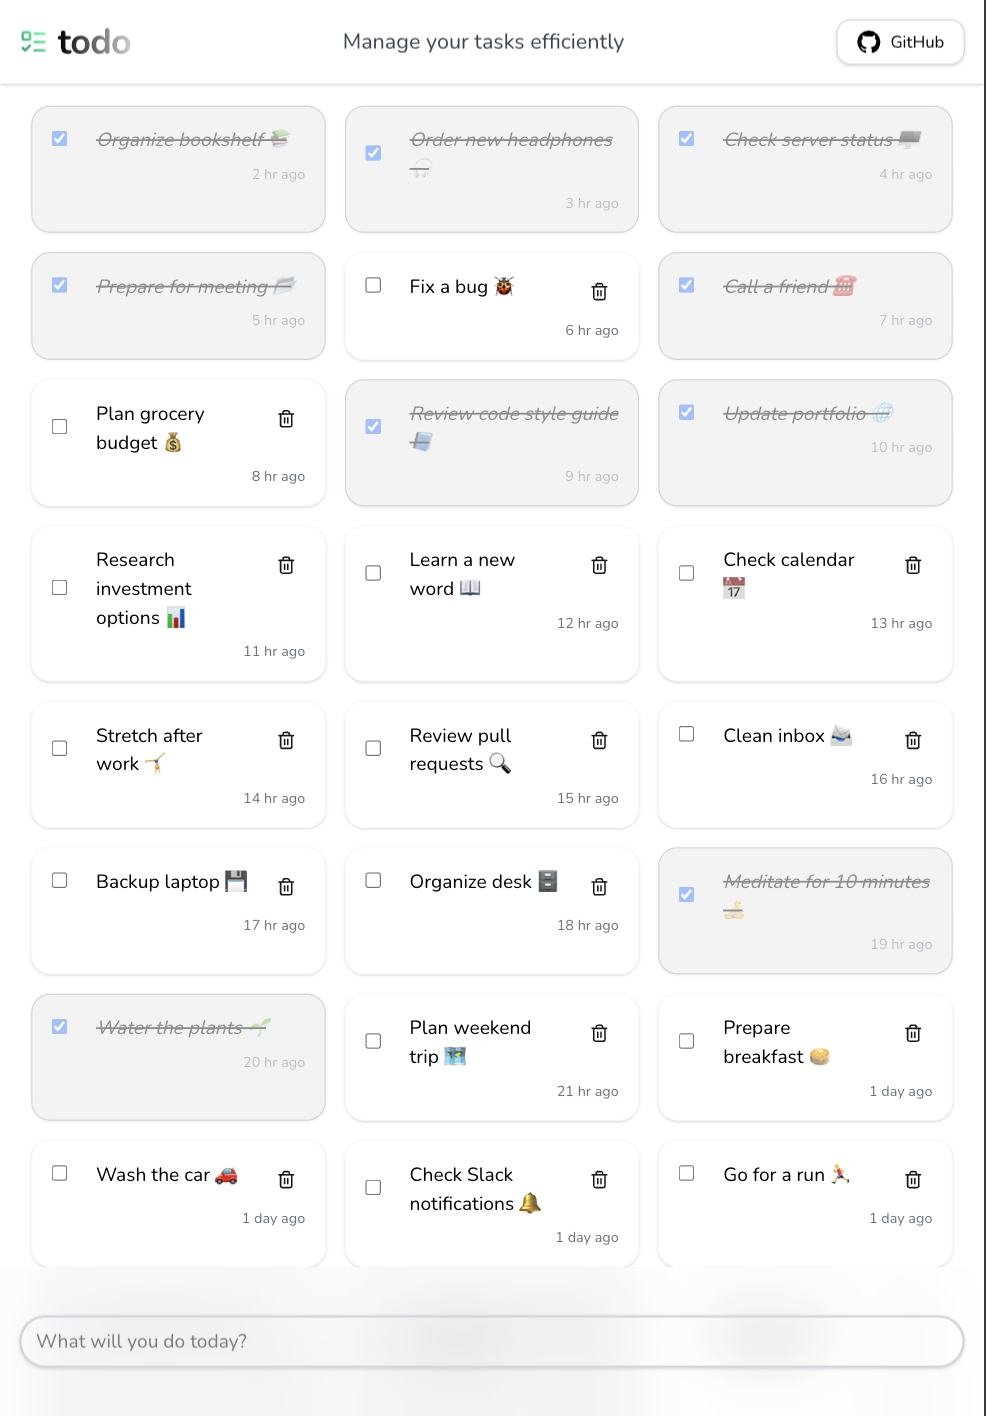 todo
Manage your tasks efficiently
GitHub
Organize bookshelf 📚
2 hr ago
Order new headphones
🎧
3 hr ago
Check server status 🖥️
4 hr ago
Prepare for meeting 📨
5 hr ago
Fix a bug 🐞
6 hr ago
Call a friend ☎️
7 hr ago
Plan grocery
budget 💰
8 hr ago
Review code style guide
📘
9 hr ago
Update portfolio 🌐
10 hr ago
Research
investment
options 📊
11 hr ago
Learn a new
word 📖
12 hr ago
Check calendar
📅
13 hr ago
Stretch after
work 🤸
14 hr ago
Review pull
requests 🔍
15 hr ago
Clean inbox 📨
16 hr ago
Backup laptop 💾
17 hr ago
Organize desk 🗄️
18 hr ago
Meditate for 10 minutes
🧘
19 hr ago
Water the plants 🌱
20 hr ago
Plan weekend
trip 🗺️
21 hr ago
Prepare
breakfast 🥞
1 day ago
Wash the car 🚗
1 day ago
Check Slack
notifications 🔔
1 day ago
Go for a run 🏃
1 day ago
What will you do today?